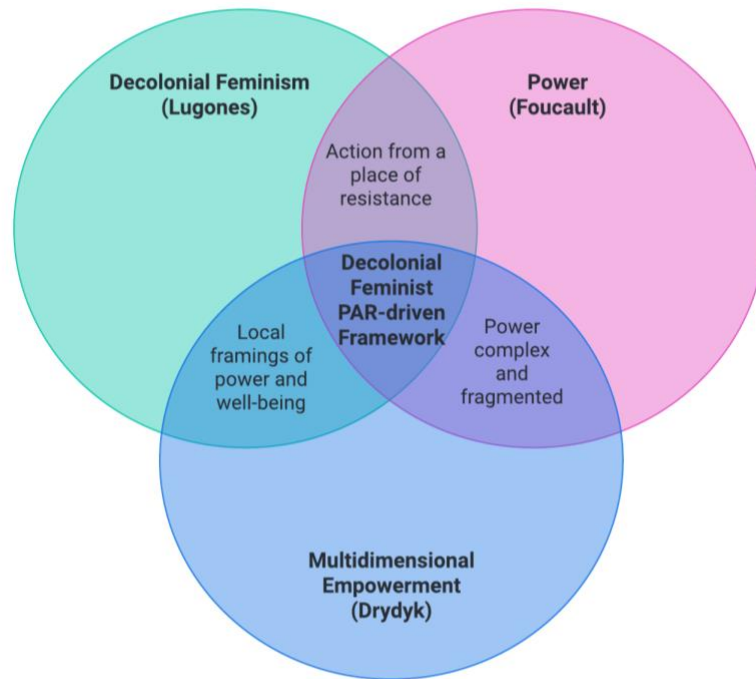 Decolonial Feminism
(Lugones)
Power
(Foucault)
Action from a
place of
resistance
Decolonial
Feminist
PAR-driven
Framework
Local
framings of
power and
well-being
Power
complex
and
fragmented
Multidimensional
Empowerment
(Drydyk)